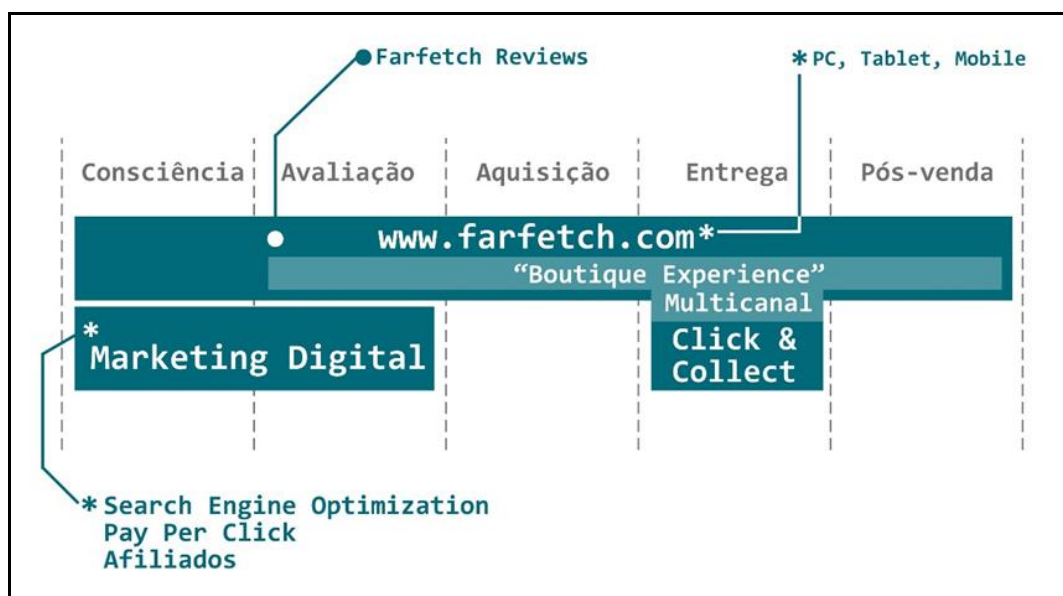 Farfetch Reviews
* PC, Tablet, Mobile
Consciência Avaliação Aquisição Entrega Pós-venda
www.farfetch.com*
“Boutique Experience”
Multicanal
Click &
Collect
*
Marketing Digital
* Search Engine Optimization
Pay Per Click
Afiliados